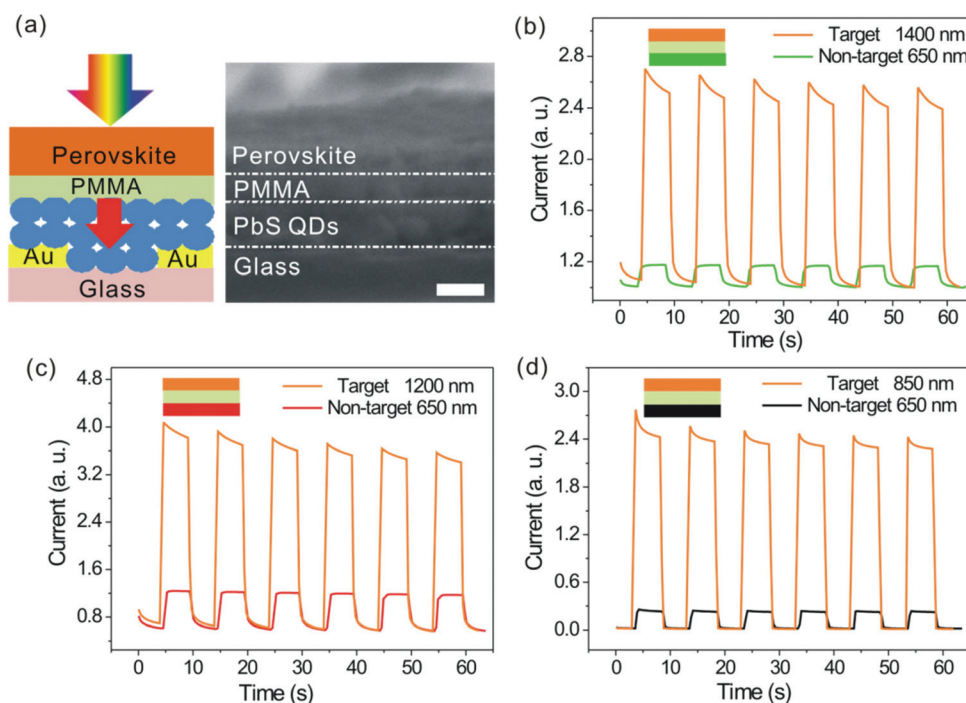 (a)
Perovskite
PMMA
Au
Au
Glass
Perovskite
PMMA
PbS QDs
Glass
(b)
Target 1400 nm
Non-target 650 nm
2.8
2.4
1.8
1.2
Current (a. u.)
0 10 20 30 40 50 60
Time (s)
(c)
Target 1200 nm
Non-target 650 nm
4.8
4.0
3.2
2.4
1.6
0.8
Current (a. u.)
0 10 20 30 40 50 60
Time (s)
(d)
Target 850 nm
Non-target 650 nm
3.0
2.4
1.8
1.2
0.6
0.0
Current (a. u.)
0 10 20 30 40 50 60
Time (s)